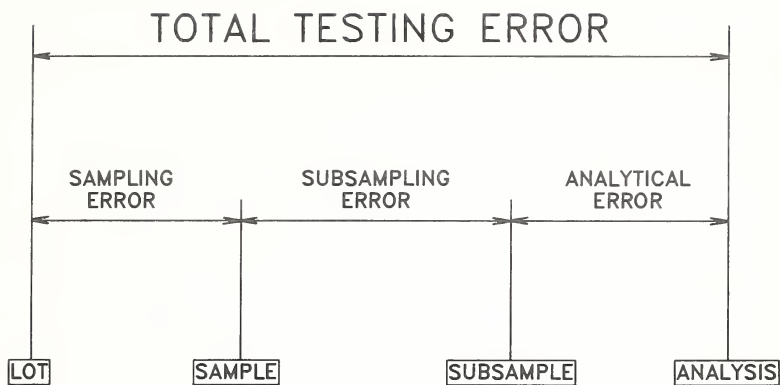 TOTAL TESTING ERROR
SAMPLING
ERROR
SUBSAMPLING
ERROR
ANALYTICAL
ERROR
LOT
SAMPLE
SUBSAMPLE
ANALYSIS